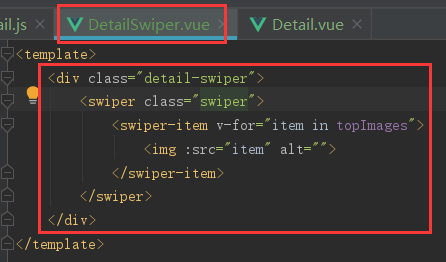 ail.js DetailSwiper.vue Detail.vue
<template>
<div class="detail-swiper">
<swiper class="swiper">
<swiper-item v-for="item in topImages">
<img :src="item" alt="">
</swiper-item>
</swiper>
</div>
</template>